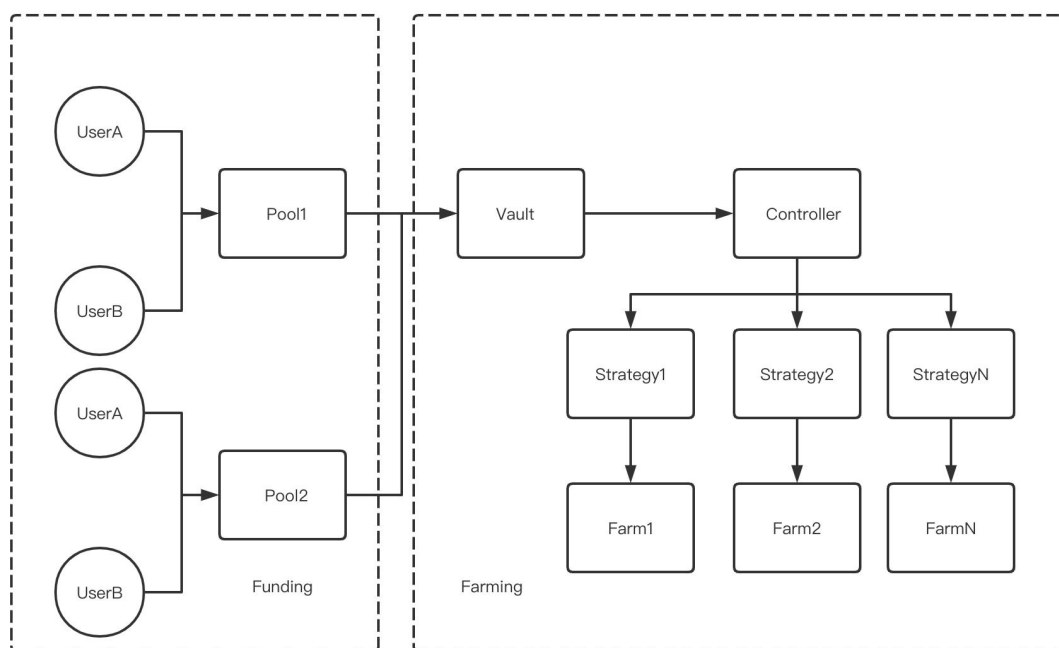 UserA
Pool1
Vault
Controller
UserB
Strategy1
Strategy2
StrategyN
UserA
Pool2
Farm1
Farm2
FarmN
UserB
Funding
Farming